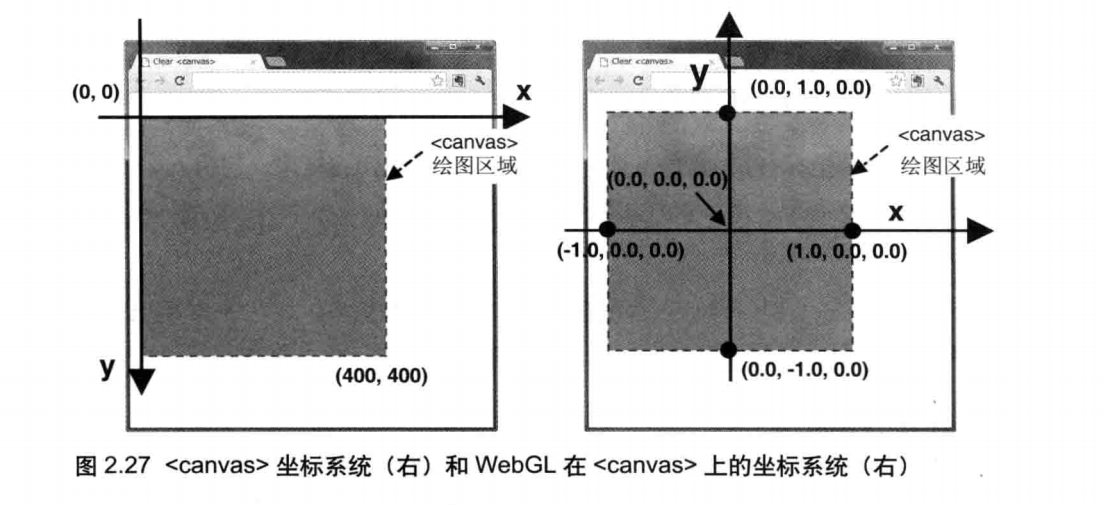 Clear <canvas>
(0, 0)
x
<canvas>
绘图区域
y
(400, 400)
Clear <canvas>
y
(0.0, 1.0, 0.0)
<canvas>
绘图区域
(0.0, 0.0, 0.0)
x
(-1.0, 0.0, 0.0)
(1.0, 0.0, 0.0)
(0.0, -1.0, 0.0)
图 2.27 <canvas> 坐标系统（右）和 WebGL 在 <canvas> 上的坐标系统（右）